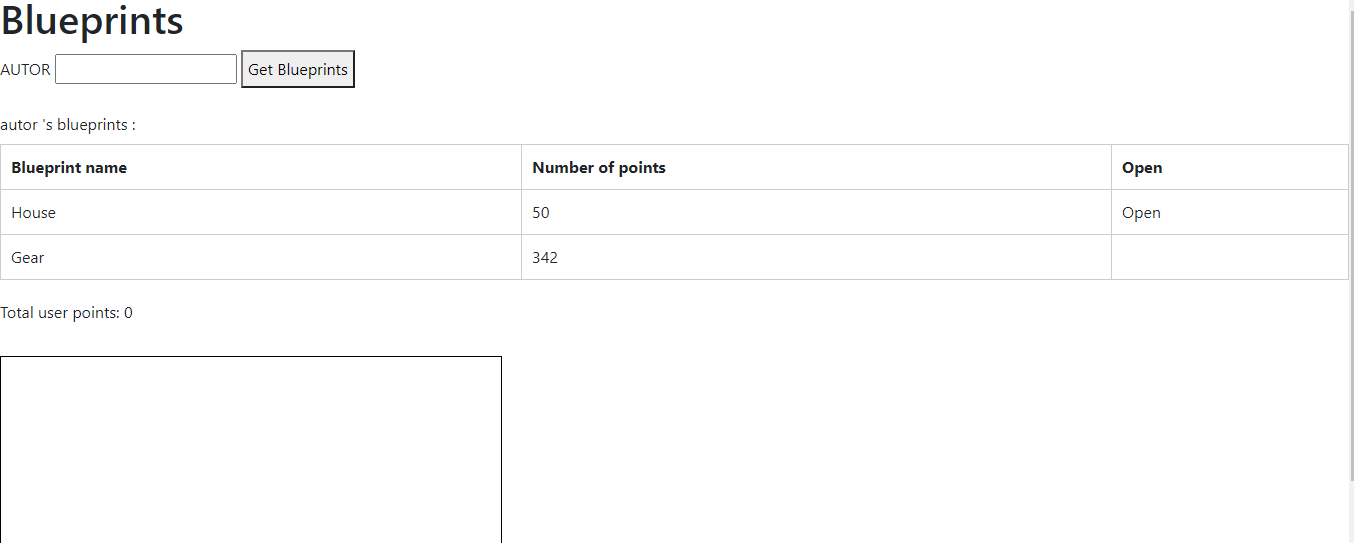 Blueprints
AUTOR Get Blueprints
autor 's blueprints :
Blueprint name Number of points Open
House 50 Open
Gear 342
Total user points: 0